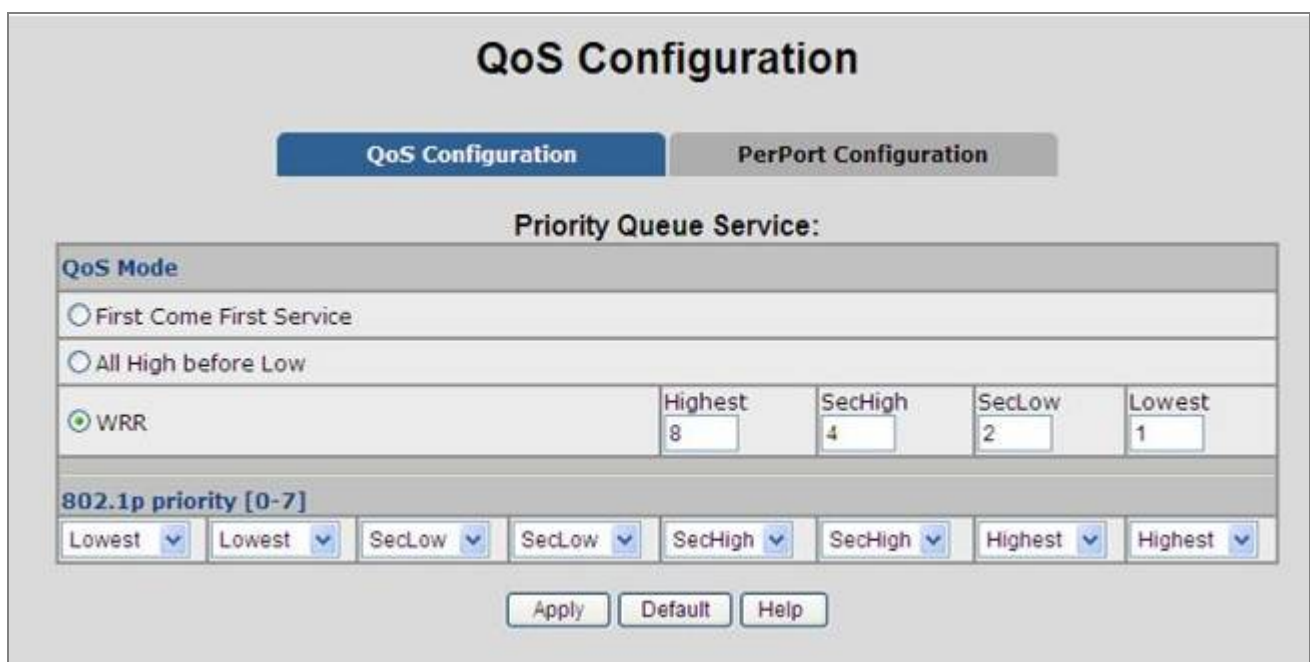 QoS Configuration
QoS Configuration PerPort Configuration
Priority Queue Service:
QoS Mode
First Come First Service
All High before Low
WRR Highest SecHigh SecLow Lowest
8 4 2 1
802.1p priority [0-7]
Lowest Lowest SecLow SecLow SecHigh SecHigh Highest Highest
Apply Default Help